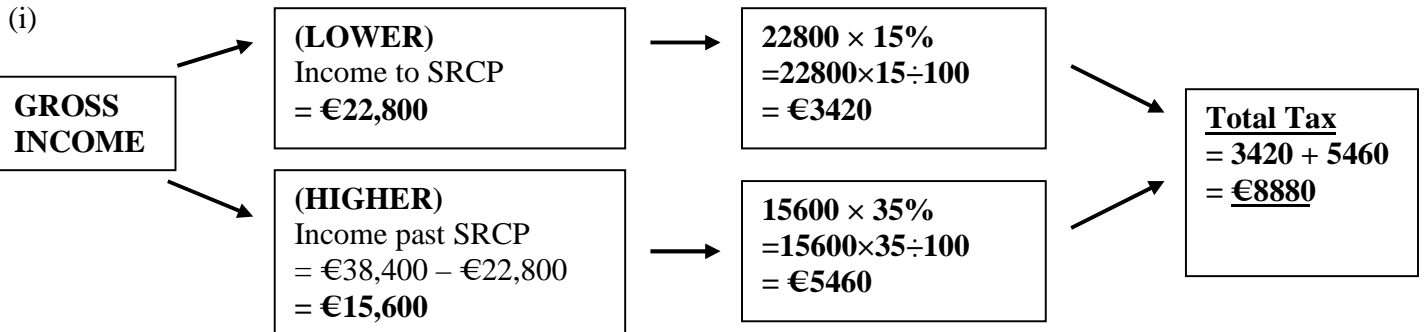 (i)
GROSS
INCOME
(LOWER)
Income to SRCP
= €22,800
22800 × 15%
=22800×15÷100
= €3420
(HIGHER)
Income past SRCP
= €38,400 – €22,800
= €15,600
15600 × 35%
=15600×35÷100
= €5460
Total Tax
= 3420 + 5460
= €8880